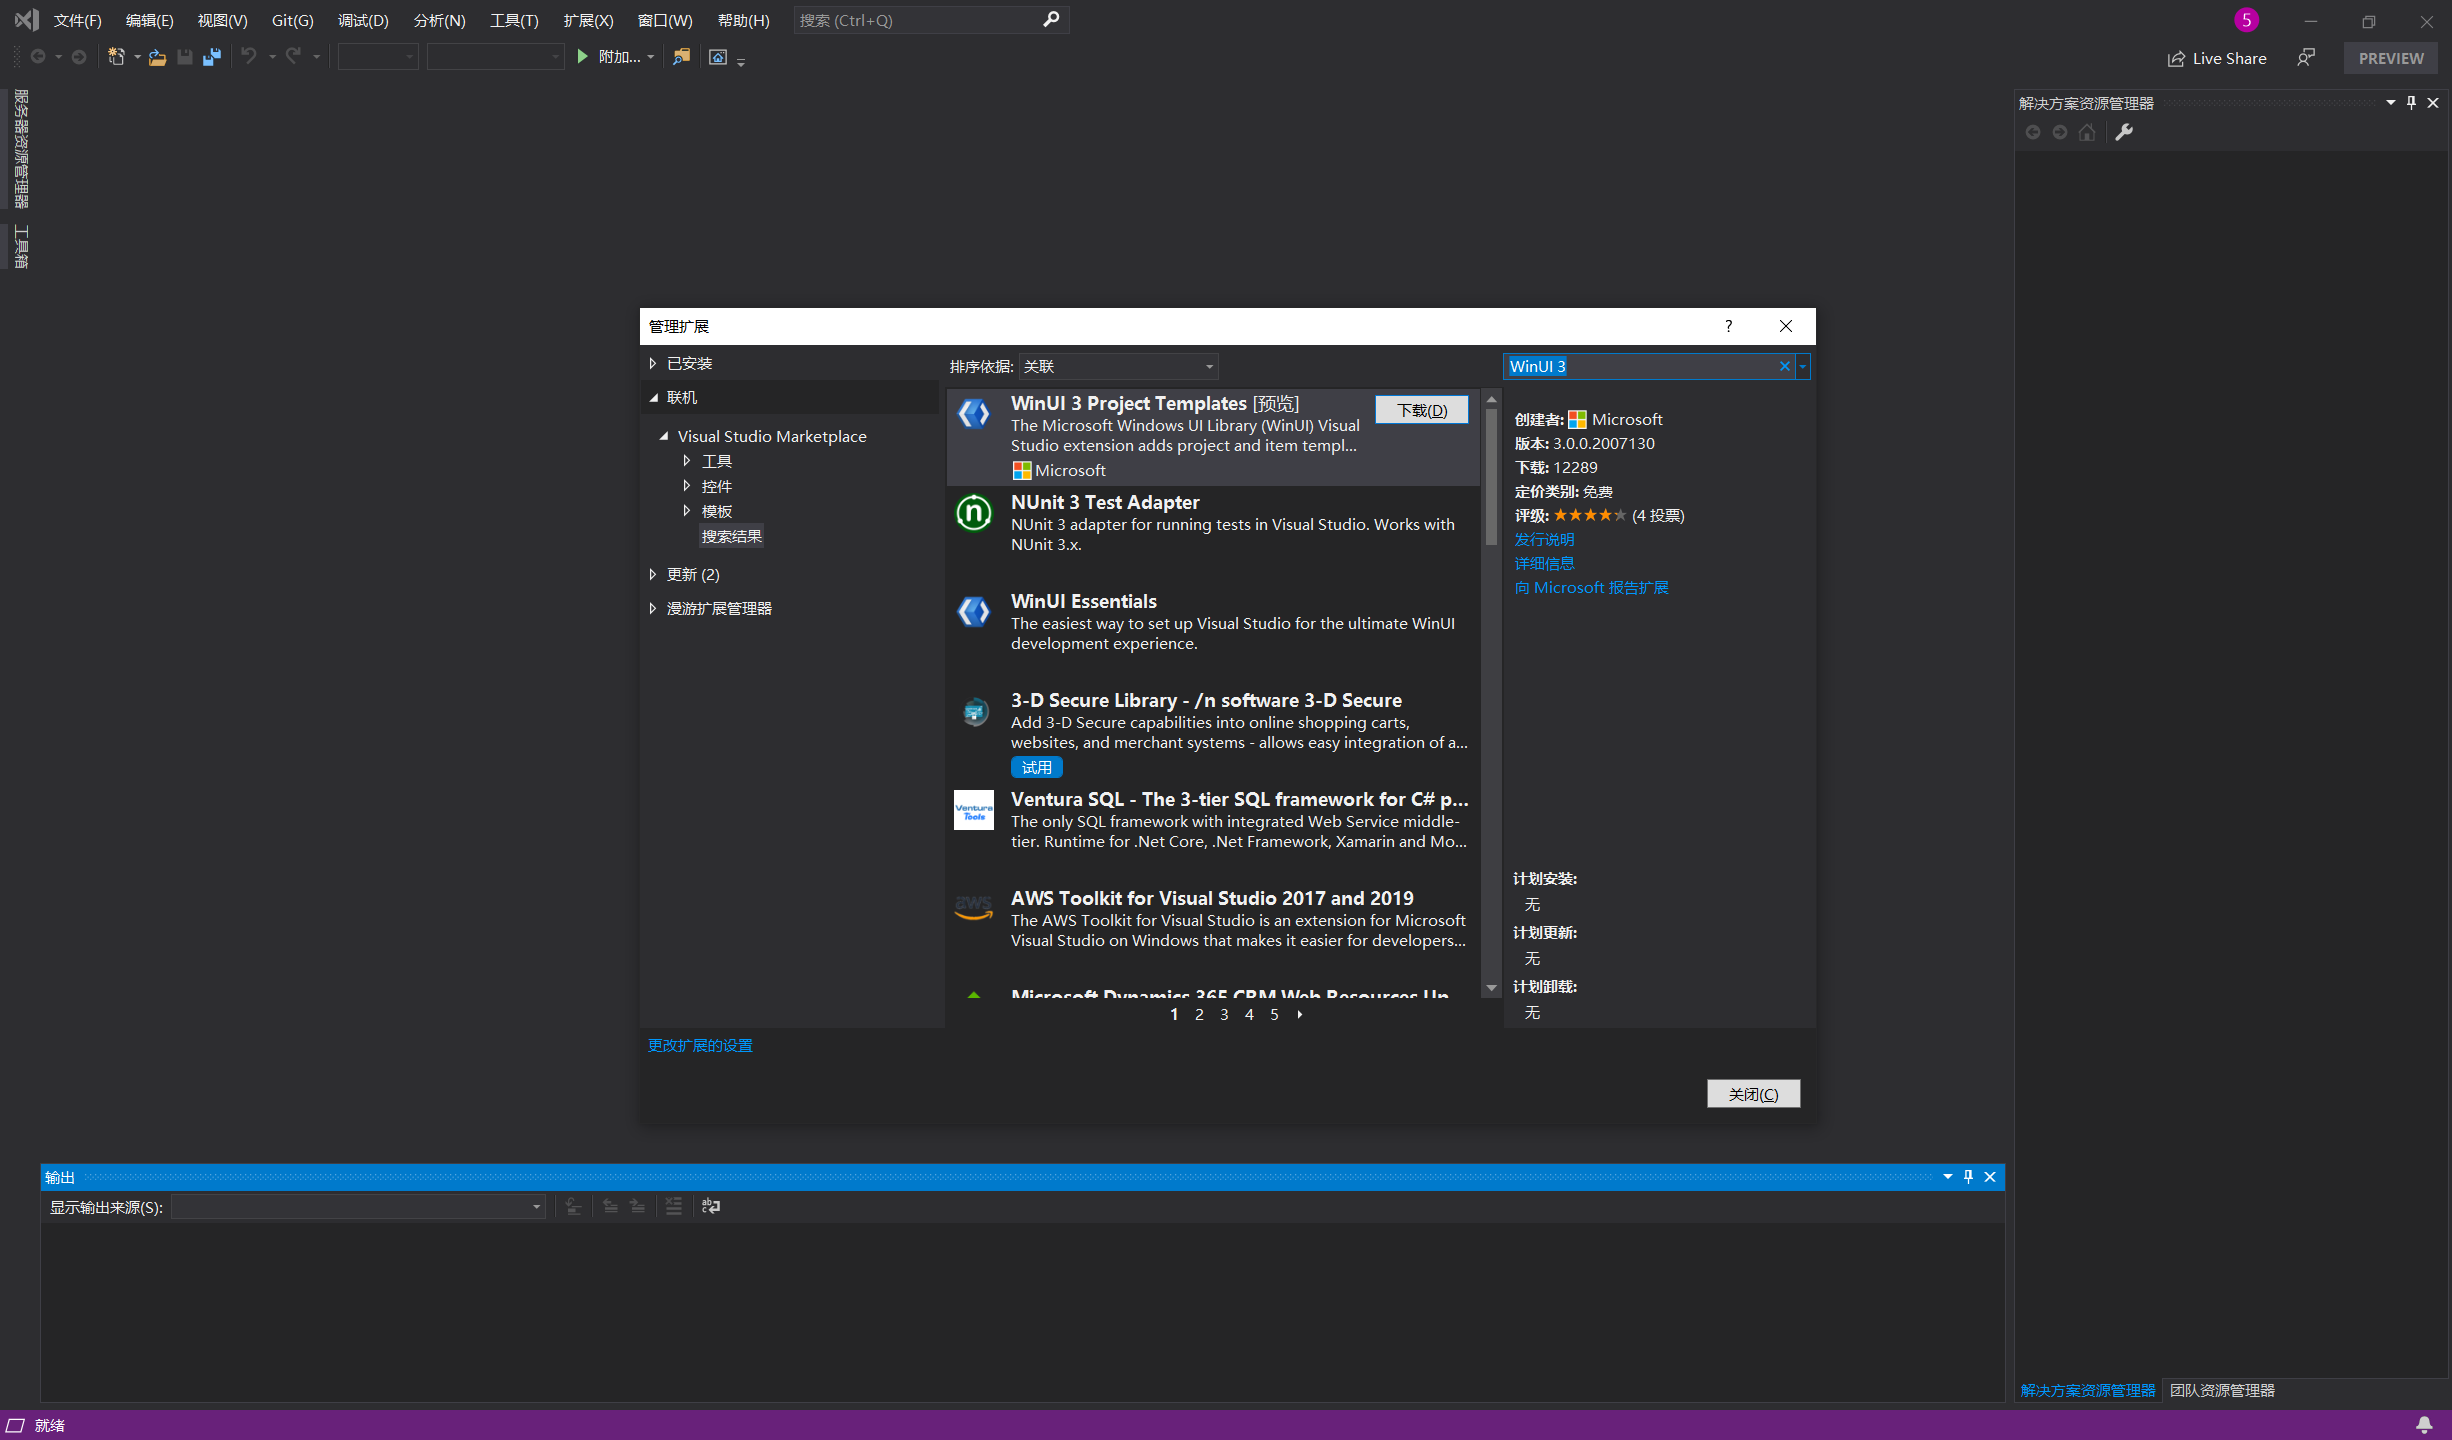 文件(F) 编辑(E) 视图(V) Git(G) 调试(D) 分析(N) 工具(T) 扩展(X) 窗口(W) 帮助(H) 搜索 (Ctrl+Q) 5
附加... Live Share PREVIEW
服务器资源管理器
工具箱
解决方案资源管理器
管理扩展 ?
已安装
联机
Visual Studio Marketplace
工具
控件
模板
搜索结果
更新 (2)
漫游扩展管理器
排序依据: 关联
WinUI 3
WinUI 3 Project Templates [预览]
下载(D)
The Microsoft Windows UI Library (WinUI) Visual
Studio extension adds project and item templ...
Microsoft
NUnit 3 Test Adapter
NUnit 3 adapter for running tests in Visual Studio. Works with
NUnit 3.x.
WinUI Essentials
The easiest way to set up Visual Studio for the ultimate WinUI
development experience.
3-D Secure Library - /n software 3-D Secure
Add 3-D Secure capabilities into online shopping carts,
websites, and merchant systems - allows easy integration of a...
试用
Ventura Tools
Ventura SQL - The 3-tier SQL framework for C# p...
The only SQL framework with integrated Web Service middle-
tier. Runtime for .Net Core, .Net Framework, Xamarin and Mo...
aws
AWS Toolkit for Visual Studio 2017 and 2019
The AWS Toolkit for Visual Studio is an extension for Microsoft
Visual Studio on Windows that makes it easier for developers...
Microsoft Dynamics 365 CRM Web Resources Up...
1 2 3 4 5
创建者: Microsoft
版本: 3.0.0.2007130
下载: 12289
定价类别: 免费
评级: (4 投票)
发行说明
详细信息
向 Microsoft 报告扩展
计划安装:
无
计划更新:
无
计划卸载:
无
更改扩展的设置
关闭(C)
输出
显示输出来源(S):
解决方案资源管理器 团队资源管理器
就绪